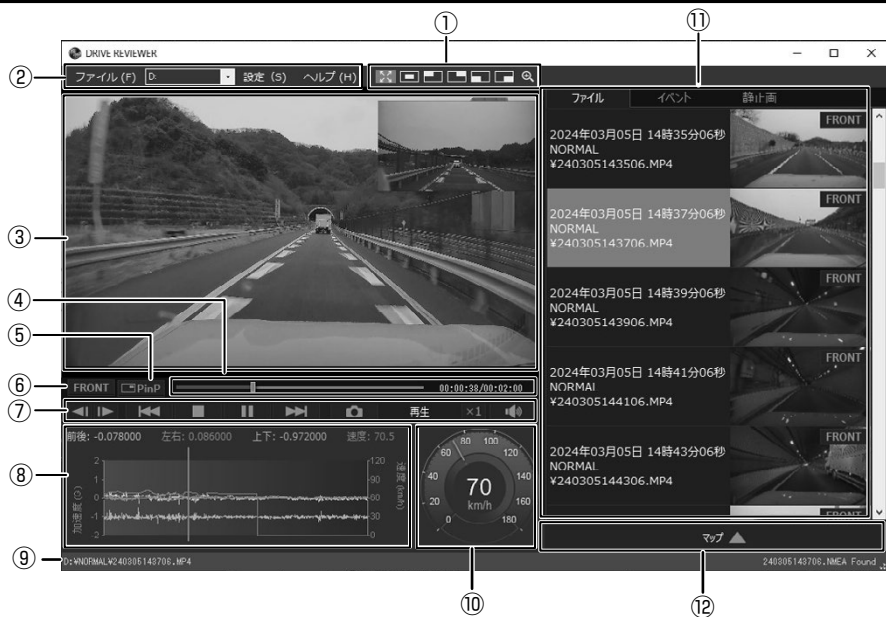 ①
⑪
DRIVE REVIEWER
②
ファイル (F) D: 設定 (S) ヘルプ (H)
ファイル イベント 静止画
2024年03月05日 14時35分06秒
NORMAL
¥240305143506.MP4
FRONT
2024年03月05日 14時37分06秒
NORMAL
¥240305143706.MP4
FRONT
③
2024年03月05日 14時39分06秒
NORMAL
¥240305143906.MP4
FRONT
④
⑤
2024年03月05日 14時41分06秒
NORMAL
¥240305144106.MP4
FRONT
⑥
FRONT PinP 00:00:38/00:02:00
⑦
再生 ×1
2024年03月05日 14時43分06秒
NORMAL
¥240305144306.MP4
FRONT
FRONT
⑧
前後: -0.078000 左右: 0.086000 上下: -0.972000 速度: 70.5
加速度 (G)
2
1
0
-1
-2
120
90
60
30
0
速度 (km/h)
0 20 40 60 80 100 120 140 160 180
70
km/h
マップ
⑨
D:¥NORMAL¥240305143706.MP4
240305143706.NMEA Found
⑩
⑫